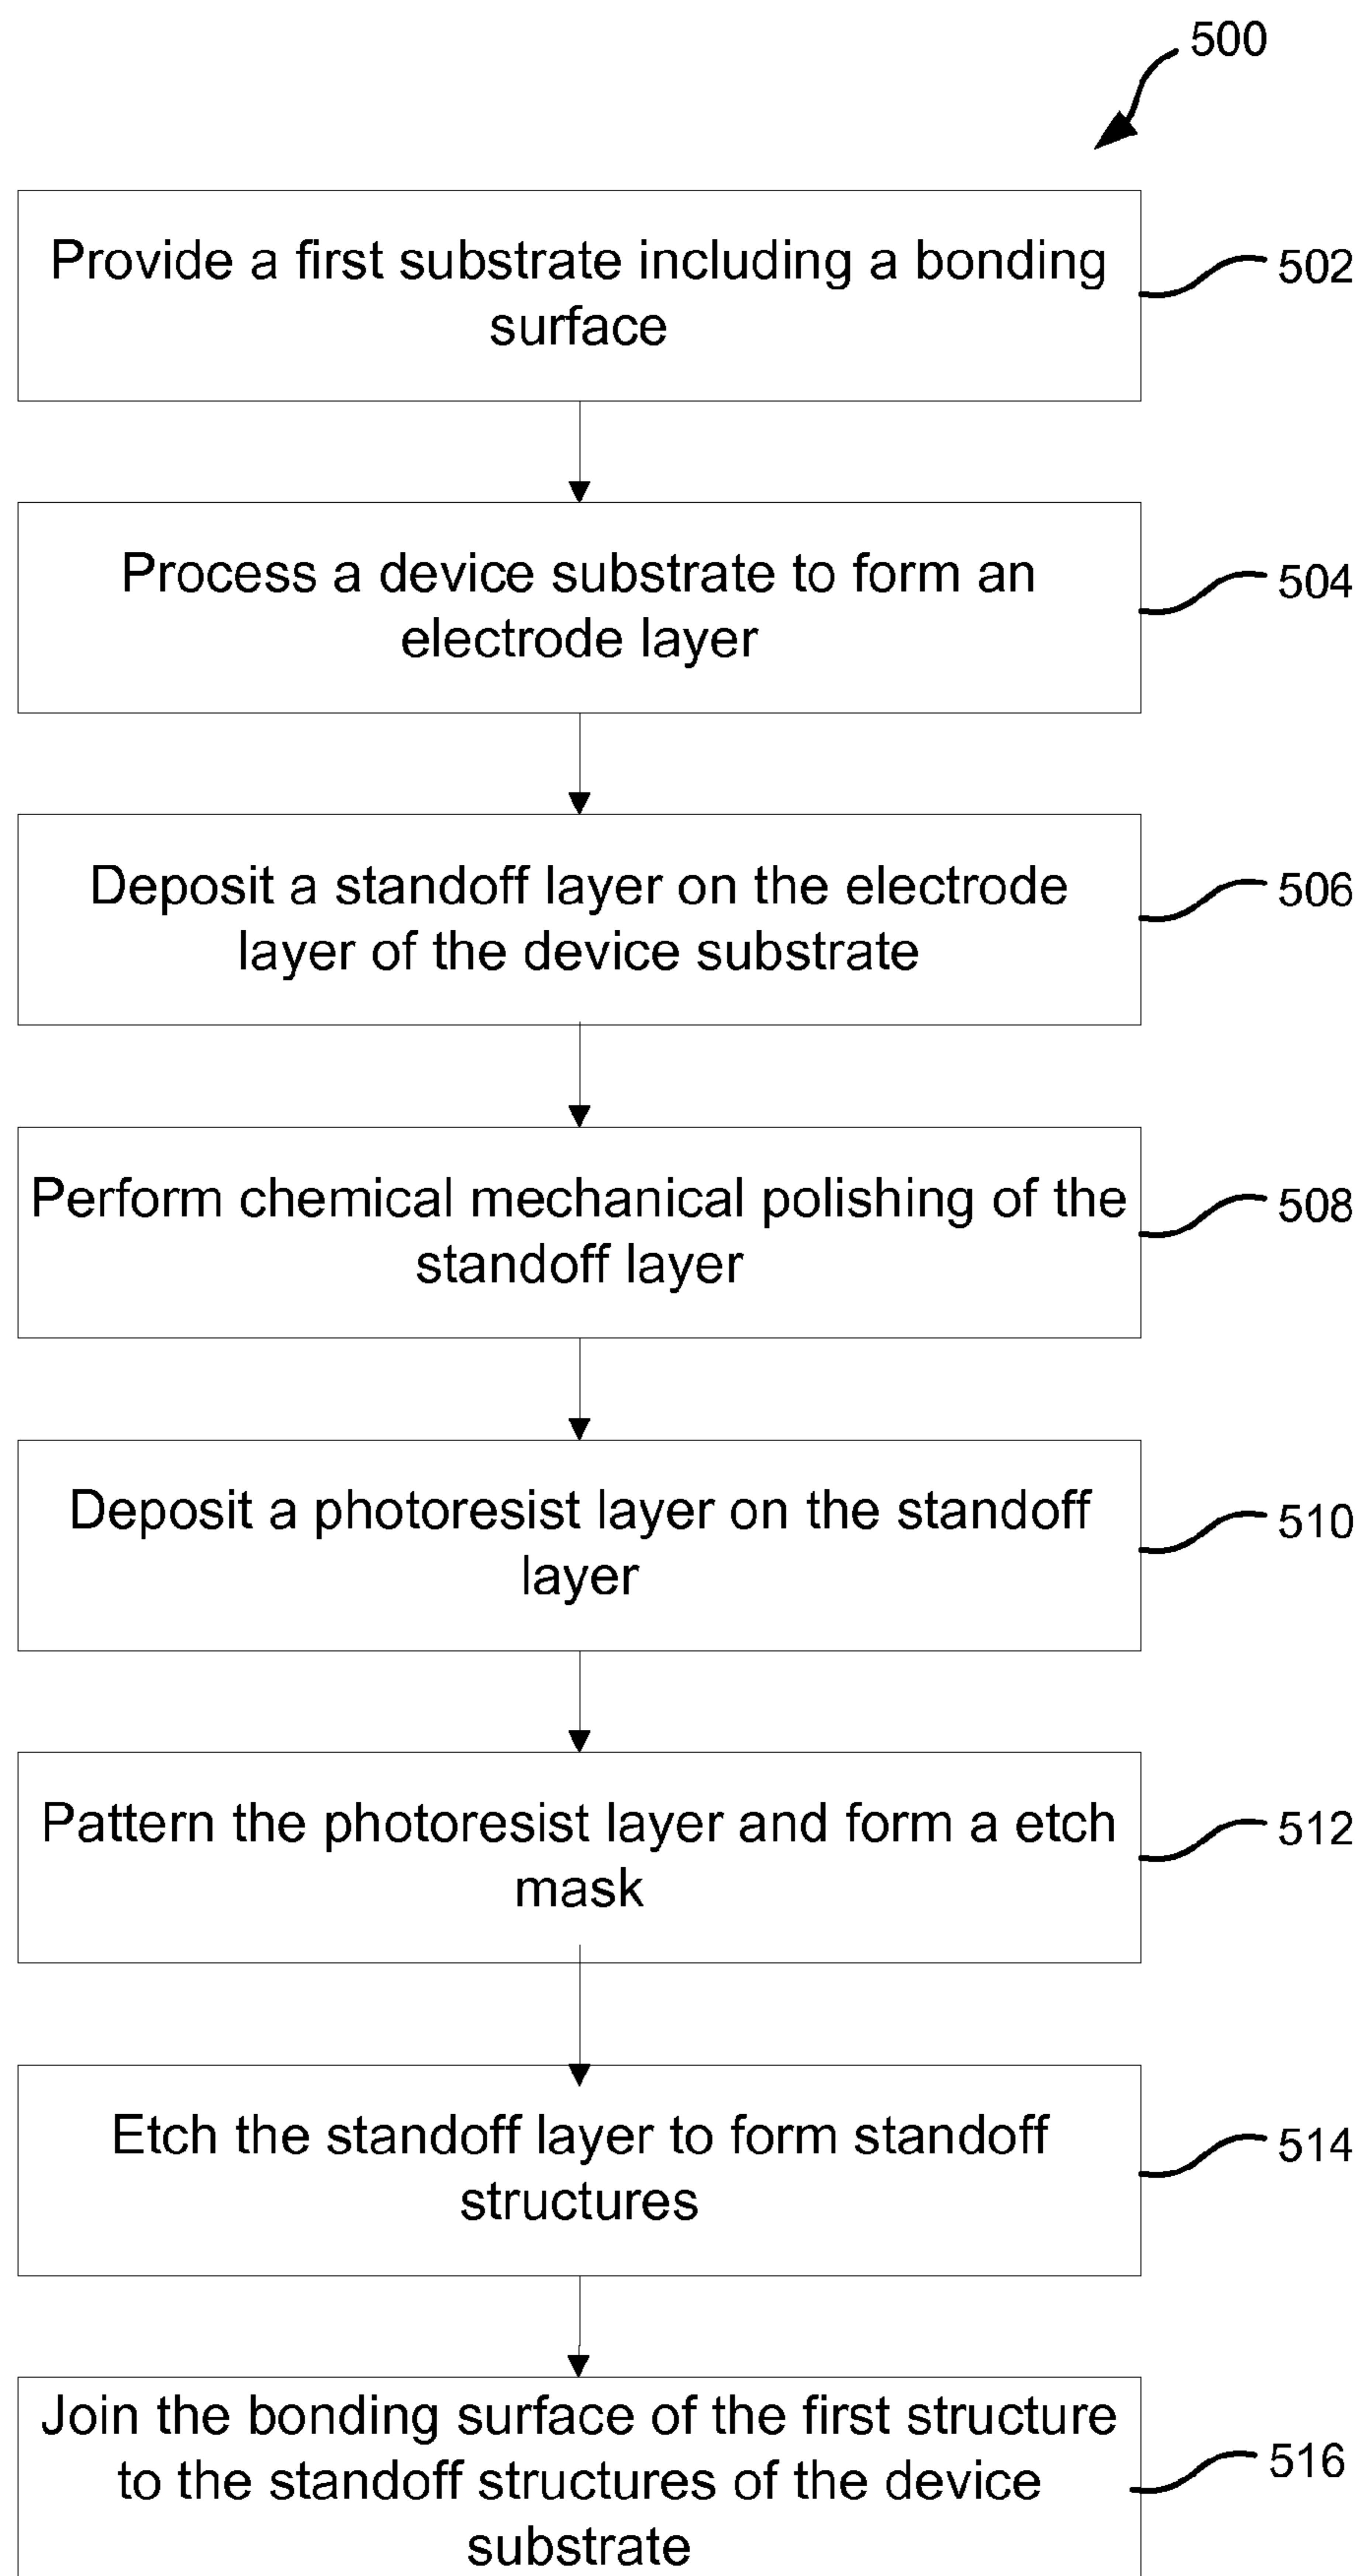 500
Provide a first substrate including a bonding
surface
502
Process a device substrate to form an
electrode layer
504
Deposit a standoff layer on the electrode
layer of the device substrate
506
Perform chemical mechanical polishing of the
standoff layer
508
Deposit a photoresist layer on the standoff
layer
510
Pattern the photoresist layer and form a etch
mask
512
Etch the standoff layer to form standoff
structures
514
Join the bonding surface of the first structure
to the standoff structures of the device
substrate
516